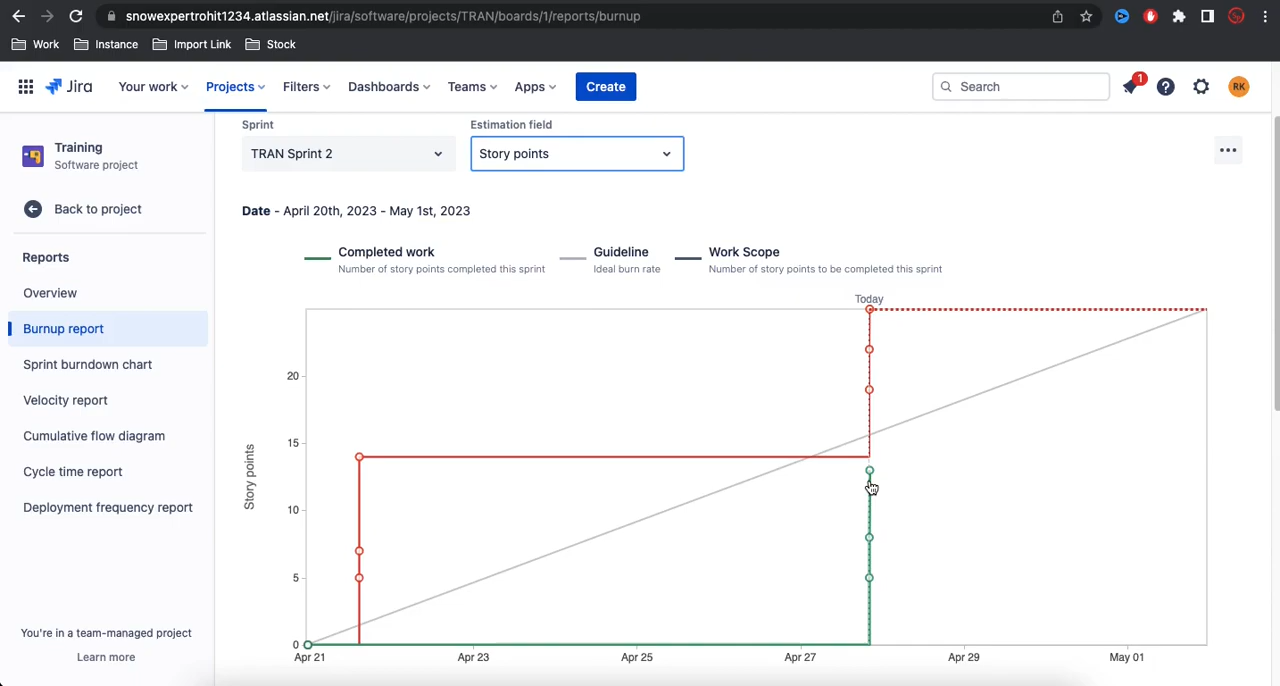 snowexpertrohit1234.atlassian.net/jira/software/projects/TRAN/boards/1/reports/burnup
Work Instance Import Link Stock
Jira Your work Projects Filters Dashboards Teams Apps Create Search 1 RK
Training
Software project
Back to project
Reports
Overview
Burnup report
Sprint burndown chart
Velocity report
Cumulative flow diagram
Cycle time report
Deployment frequency report
You're in a team-managed project
Learn more
Sprint Estimation field
TRAN Sprint 2 Story points
Date - April 20th, 2023 - May 1st, 2023
Completed work Guideline Work Scope
Number of story points completed this sprint Ideal burn rate Number of story points to be completed this sprint
Today
20
15
10
5
0
Story points
Apr 21 Apr 23 Apr 25 Apr 27 Apr 29 May 01